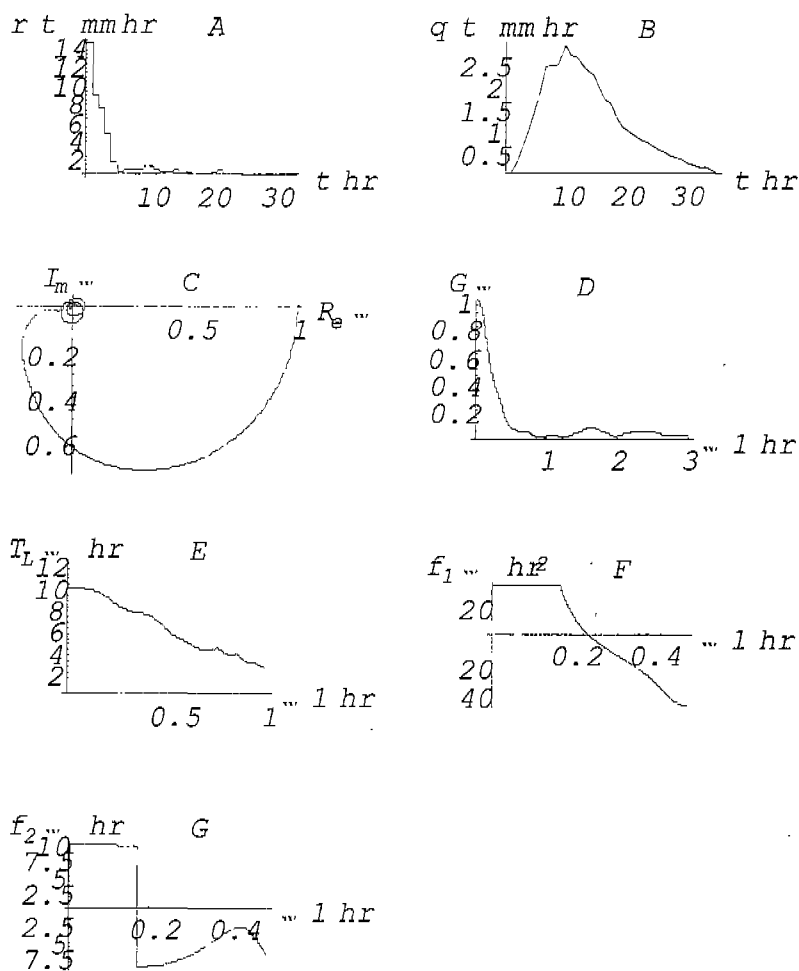 r t mm hr A
14
12
10
8
6
4
2
10 20 30 t hr
q t mm hr B
2.5
2
1.5
1
0.5
10 20 30 t hr
Im ω C
0.5 1 Re ω
0.2
0.4
0.6
G ω D
1
0.8
0.6
0.4
0.2
1 2 3 ω 1 hr
TL ω hr E
12
10
8
6
4
2
0.5 1 ω 1 hr
f1 ω hr2 F
20
0.2 0.4 ω 1 hr
20
40
f2 ω hr G
10
7.5
5
2.5
0.2 0.4 ω 1 hr
2.5
5
7.5